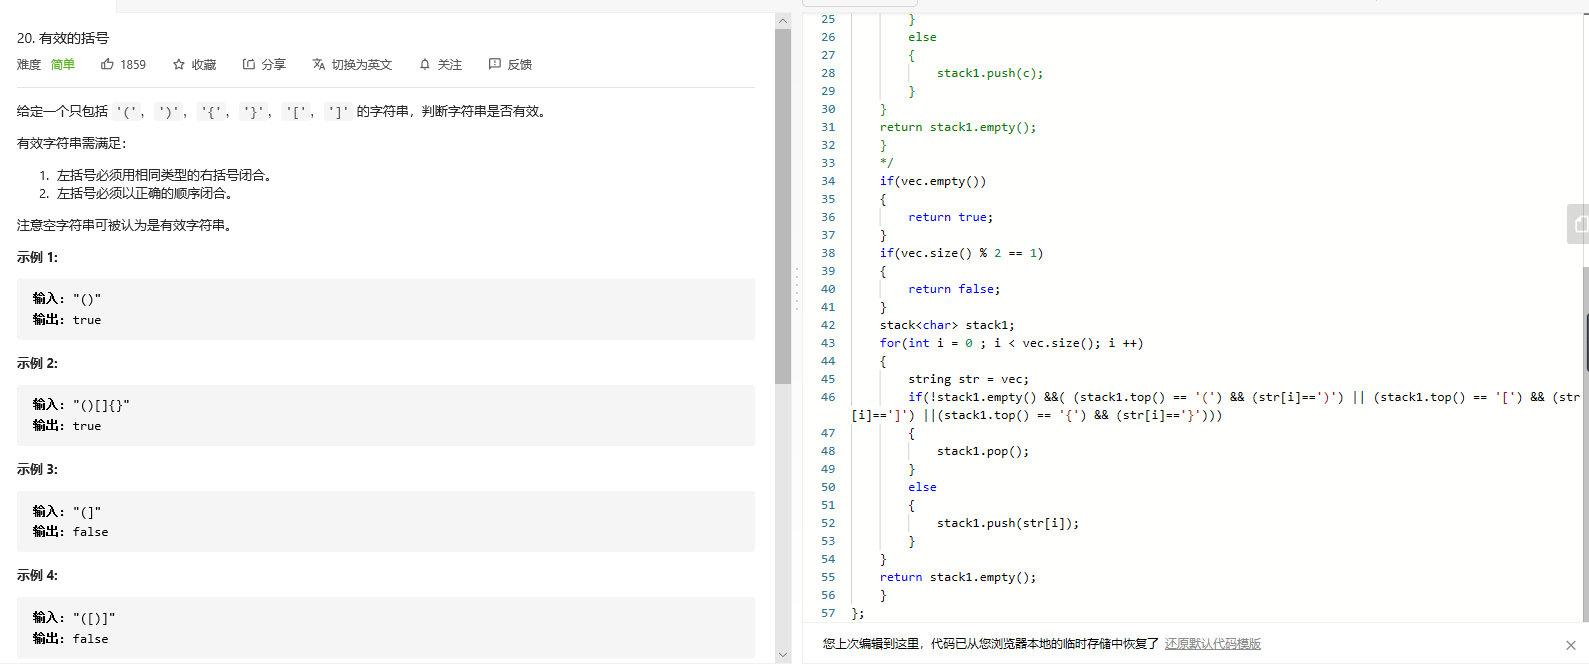 20. 有效的括号
难度 简单 1859 收藏 分享 切换为英文 关注 反馈
给定一个只包括 '('，')'，'{'，'}'，'['，']' 的字符串，判断字符串是否有效。
有效字符串需满足：
1. 左括号必须用相同类型的右括号闭合。
2. 左括号必须以正确的顺序闭合。
注意空字符串可被认为是有效字符串。
示例 1:
输入: "()"
输出: true
示例 2:
输入: "()[]{}"
输出: true
示例 3:
输入: "(]"
输出: false
示例 4:
输入: "([)]"
输出: false
25 }
26 else
27 {
28 stack1.push(c);
29 }
30 }
31 return stack1.empty();
32 }
33 */
34 if(vec.empty())
35 {
36 return true;
37 }
38 if(vec.size() % 2 == 1)
39 {
40 return false;
41 }
42 stack<char> stack1;
43 for(int i = 0 ; i < vec.size(); i ++)
44 {
45 string str = vec;
46 if(!stack1.empty() &&( (stack1.top() == '(') && (str[i]==')') || (stack1.top() == '[') && (str
[i]==']') ||(stack1.top() == '{') && (str[i]=='}')))
47 {
48 stack1.pop();
49 }
50 else
51 {
52 stack1.push(str[i]);
53 }
54 }
55 return stack1.empty();
56 }
57 };
您上次编辑到这里，代码已从您浏览器本地的临时存储中恢复了 还原默认代码模版